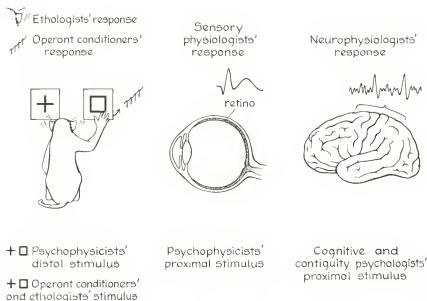 Ethologists' response
Operant conditioners'
response
Sensory
physiologists'
response
Neurophysiologists'
response
retina
+ □ Psychophysicists'
distal stimulus
+ □ Operant conditioners'
and ethologists' stimulus
Psychophysicists'
proximal stimulus
Cognitive and
contiguity psychologists'
proximal stimulus